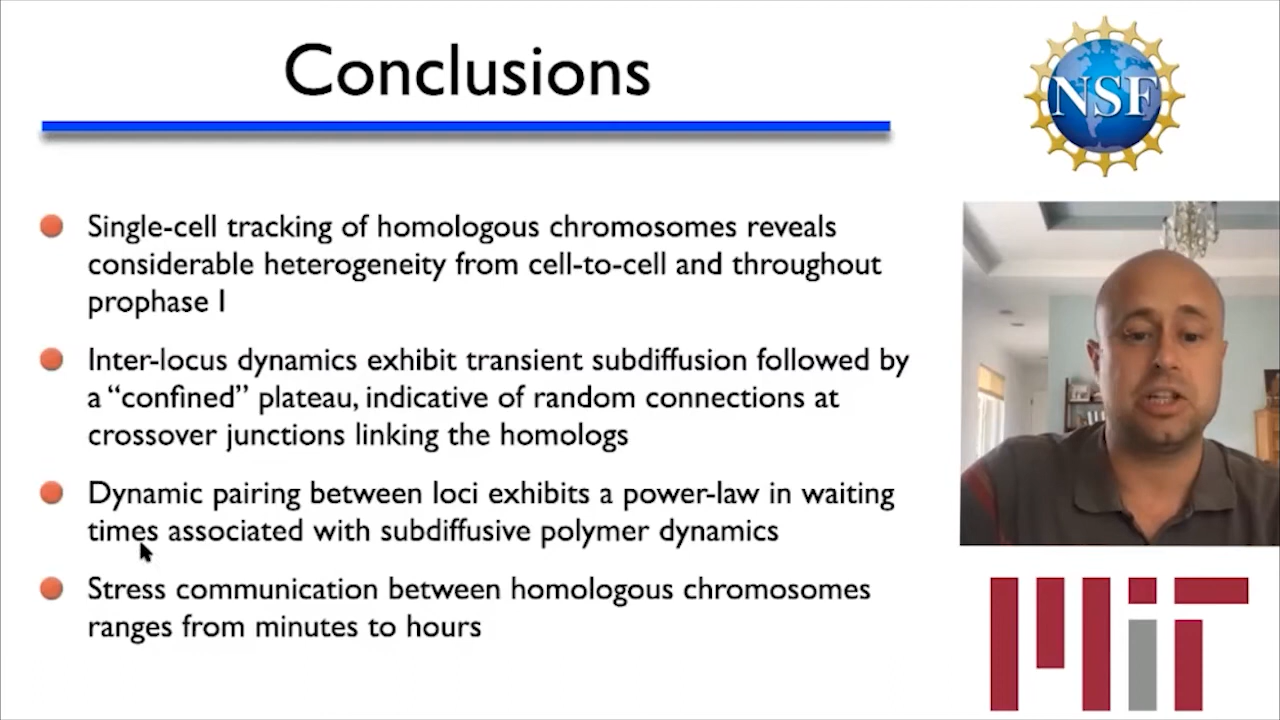 Conclusions
NSF
Single-cell tracking of homologous chromosomes reveals
considerable heterogeneity from cell-to-cell and throughout
prophase I
Inter-locus dynamics exhibit transient subdiffusion followed by
a “confined” plateau, indicative of random connections at
crossover junctions linking the homologs
Dynamic pairing between loci exhibits a power-law in waiting
times associated with subdiffusive polymer dynamics
Stress communication between homologous chromosomes
ranges from minutes to hours
MIT